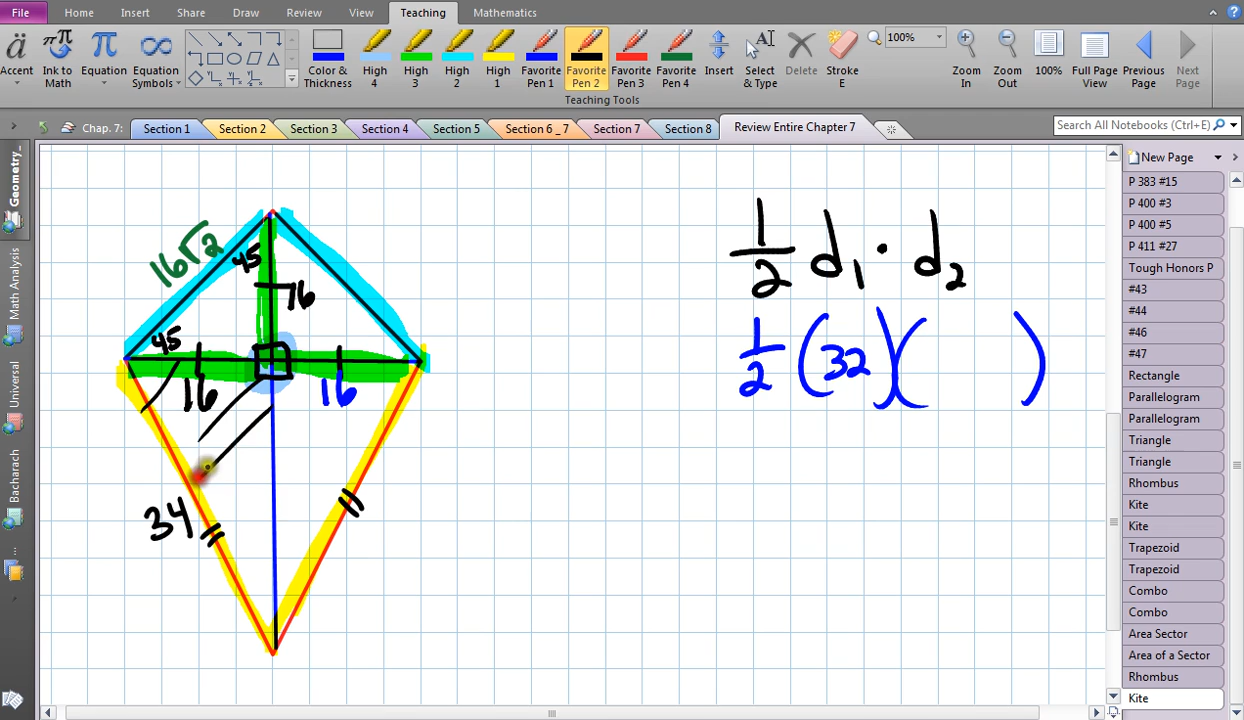 File Home Insert Share Draw Review View Teaching Mathematics
ä π ∞
Accent
Ink to Math
Equation
Equation Symbols
Color & Thickness
High 4
High 3
High 2
High 1
Favorite Pen 1
Favorite Pen 2
Favorite Pen 3
Favorite Pen 4
Insert
Select & Type
Delete
Stroke E
100%
Zoom In
Zoom Out
100%
Full Page View
Previous Page
Next Page
Teaching Tools
Chap. 7: Section 1 Section 2 Section 3 Section 4 Section 5 Section 6 _ 7 Section 7 Section 8 Review Entire Chapter 7 Search All Notebooks (Ctrl+E)
Geometry_
Math Analysis
Universal
Bacharach
16√2
45
16
45
16
16
34
1/2 d1 · d2
1/2 (32)( )
New Page
P 383 #15
P 400 #3
P 400 #5
P 411 #27
Tough Honors P
#43
#44
#46
#47
Rectangle
Parallelogram
Parallelogram
Triangle
Triangle
Rhombus
Kite
Kite
Trapezoid
Trapezoid
Combo
Combo
Area Sector
Area of a Sector
Rhombus
Kite